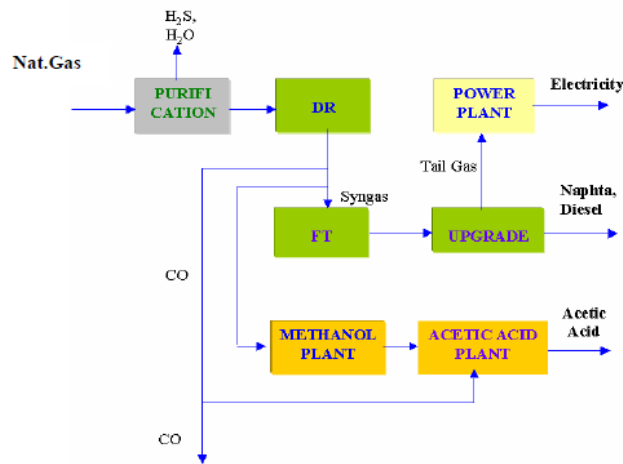 H₂S,
H₂O
Nat.Gas
PURIFI
CATION
DR
POWER
PLANT
Electricity
Tail Gas
Syngas
Naphta,
Diesel
FT
UPGRADE
CO
METHANOL
PLANT
ACETIC ACID
PLANT
Acetic
Acid
CO